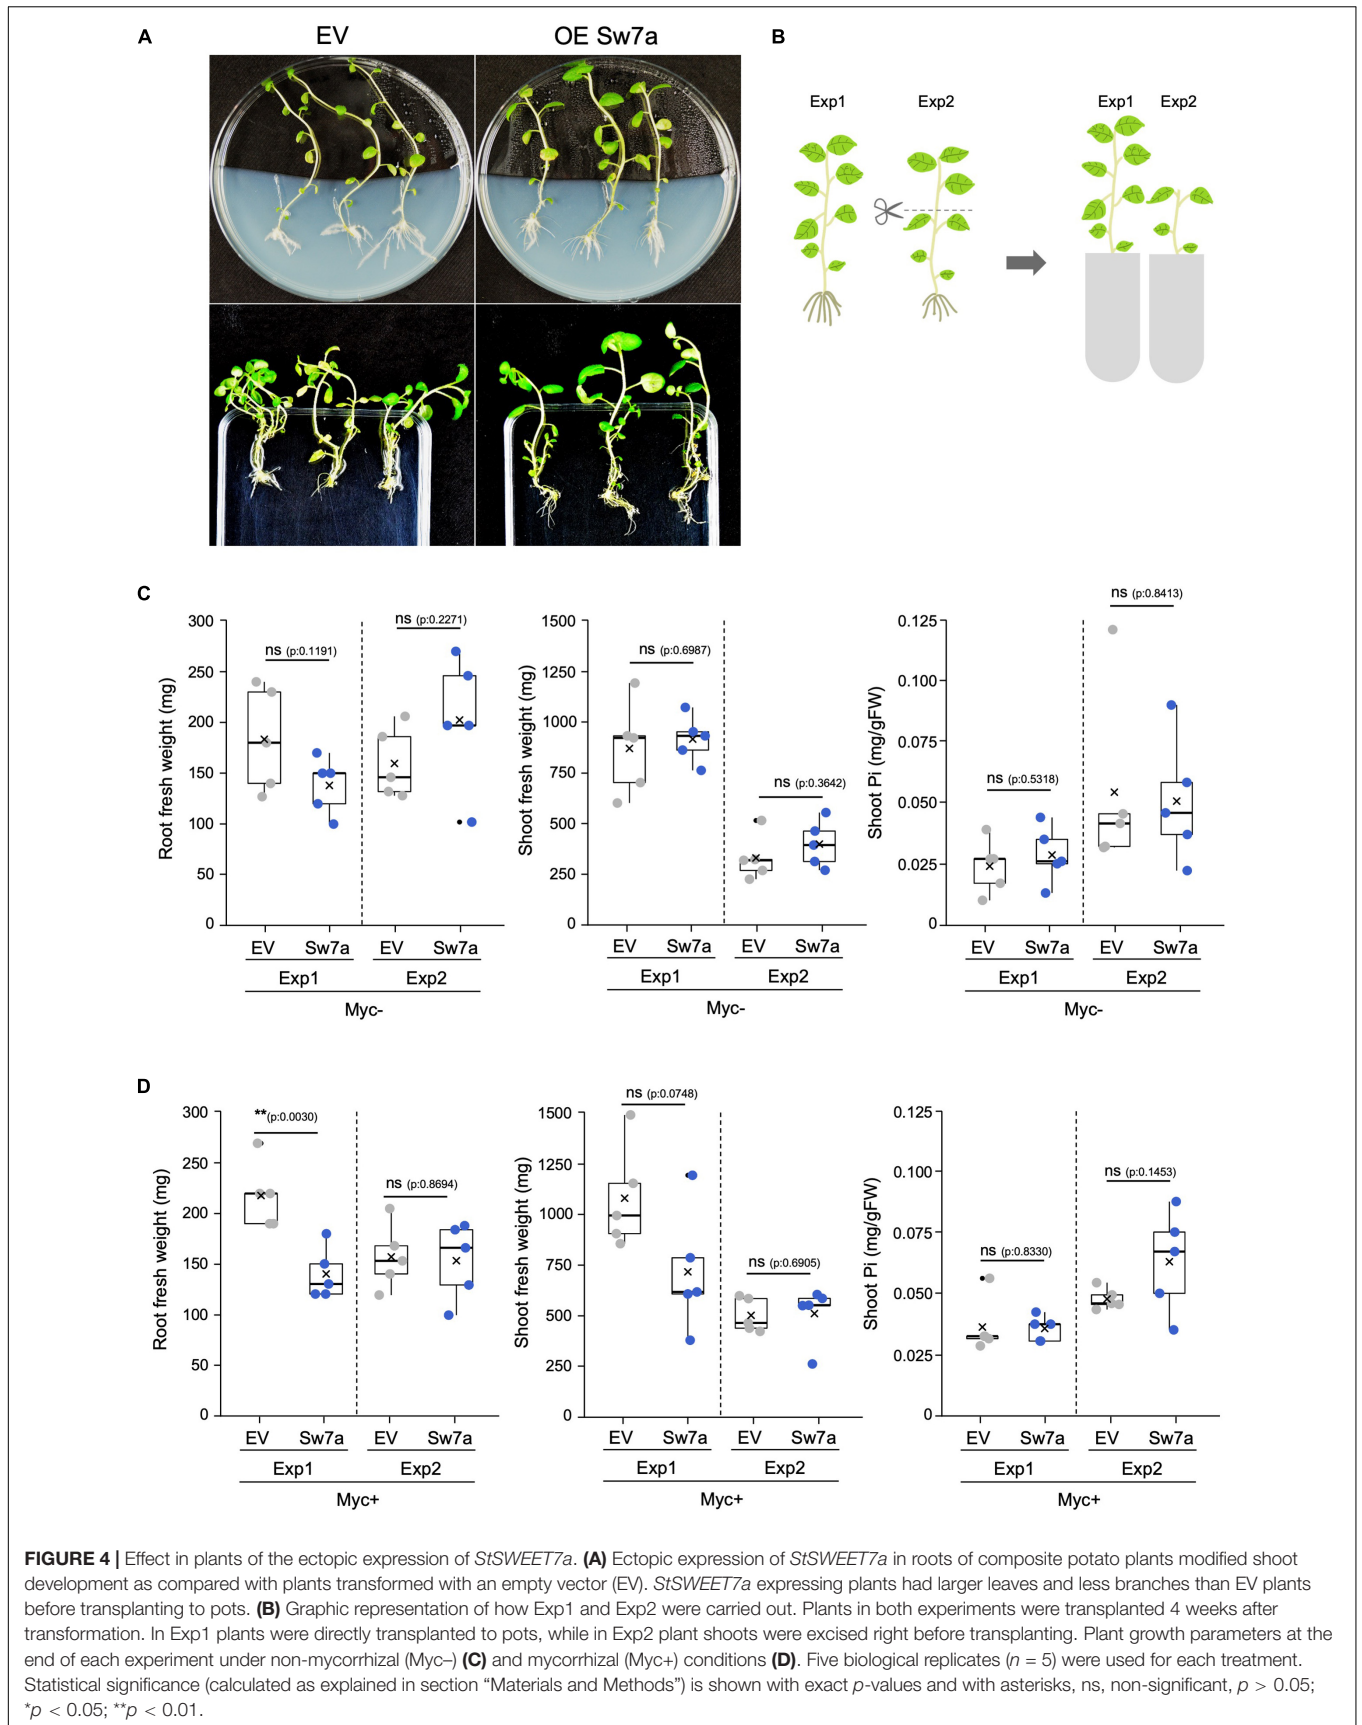 A
EV
OE Sw7a
B
Exp1
Exp2
Exp1
Exp2
C
Root fresh weight (mg)
300
250
200
150
100
50
0
ns (p:0.1191)
ns (p:0.2271)
EV
Sw7a
EV
Sw7a
Exp1
Exp2
Myc-
Shoot fresh weight (mg)
1500
1250
1000
750
500
250
0
ns (p:0.6987)
ns (p:0.3642)
EV
Sw7a
EV
Sw7a
Exp1
Exp2
Myc-
Shoot Pi (mg/gFW)
0.125
0.100
0.075
0.050
0.025
0
ns (p:0.5318)
ns (p:0.8413)
EV
Sw7a
EV
Sw7a
Exp1
Exp2
Myc-
D
Root fresh weight (mg)
300
250
200
150
100
50
0
**(p:0.0030)
ns (p:0.8694)
EV
Sw7a
EV
Sw7a
Exp1
Exp2
Myc+
Shoot fresh weight (mg)
1500
1250
1000
750
500
250
0
ns (p:0.0748)
ns (p:0.6905)
EV
Sw7a
EV
Sw7a
Exp1
Exp2
Myc+
Shoot Pi (mg/gFW)
0.125
0.100
0.075
0.050
0.025
0
ns (p:0.8330)
ns (p:0.1453)
EV
Sw7a
EV
Sw7a
Exp1
Exp2
Myc+
FIGURE 4 | Effect in plants of the ectopic expression of StSWEET7a. (A) Ectopic expression of StSWEET7a in roots of composite potato plants modified shoot
development as compared with plants transformed with an empty vector (EV). StSWEET7a expressing plants had larger leaves and less branches than EV plants
before transplanting to pots. (B) Graphic representation of how Exp1 and Exp2 were carried out. Plants in both experiments were transplanted 4 weeks after
transformation. In Exp1 plants were directly transplanted to pots, while in Exp2 plant shoots were excised right before transplanting. Plant growth parameters at the
end of each experiment under non-mycorrhizal (Myc–) (C) and mycorrhizal (Myc+) conditions (D). Five biological replicates (n = 5) were used for each treatment.
Statistical significance (calculated as explained in section “Materials and Methods”) is shown with exact p-values and with asterisks, ns, non-significant, p > 0.05;
*p < 0.05; **p < 0.01.